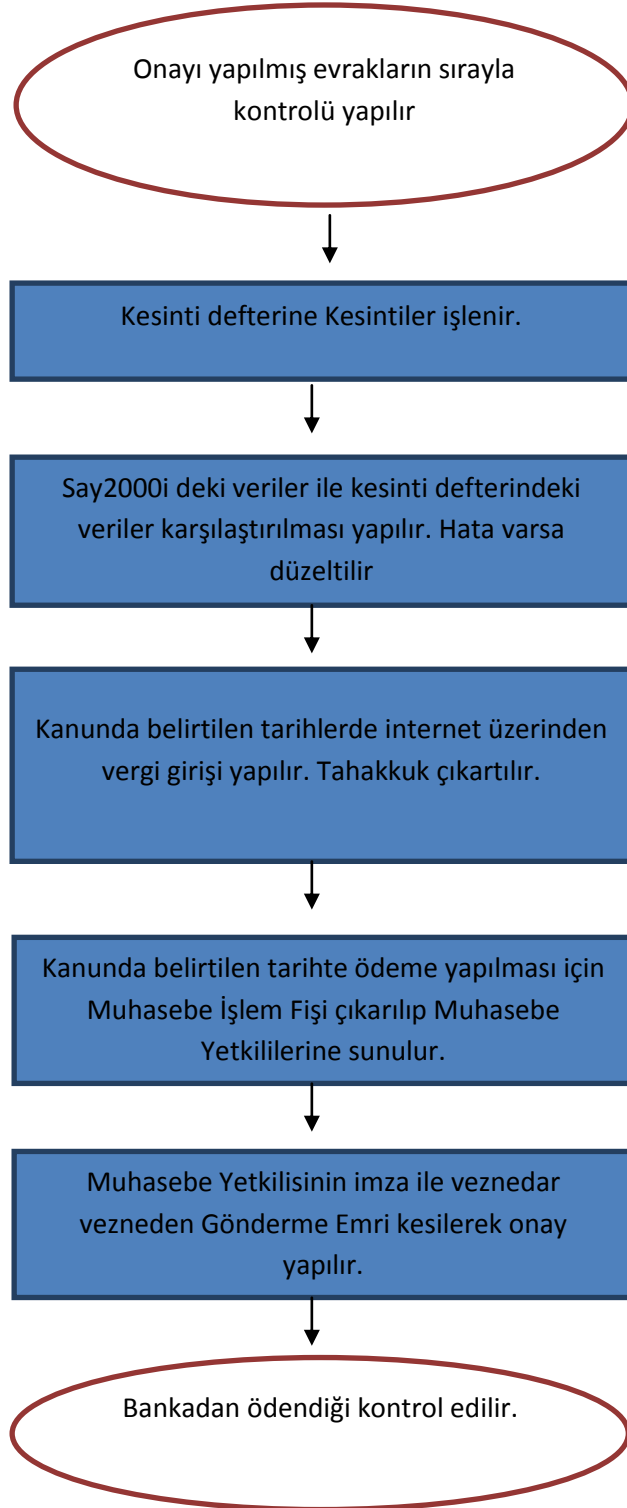 Onayı yapılmış evrakların sırayla
kontrolü yapılır
Kesinti defterine Kesintiler işlenir.
Say2000i deki veriler ile kesinti defterindeki
veriler karşılaştırılması yapılır. Hata varsa
düzeltilir
Kanunda belirtilen tarihlerde internet üzerinden
vergi girişi yapılır. Tahakkuk çıkartılır.
Kanunda belirtilen tarihte ödeme yapılması için
Muhasebe İşlem Fişi çıkarılıp Muhasebe
Yetkililerine sunulur.
Muhasebe Yetkilisinin imza ile veznedar
vezneden Gönderme Emri kesilerek onay
yapılır.
Bankadan ödendiği kontrol edilir.